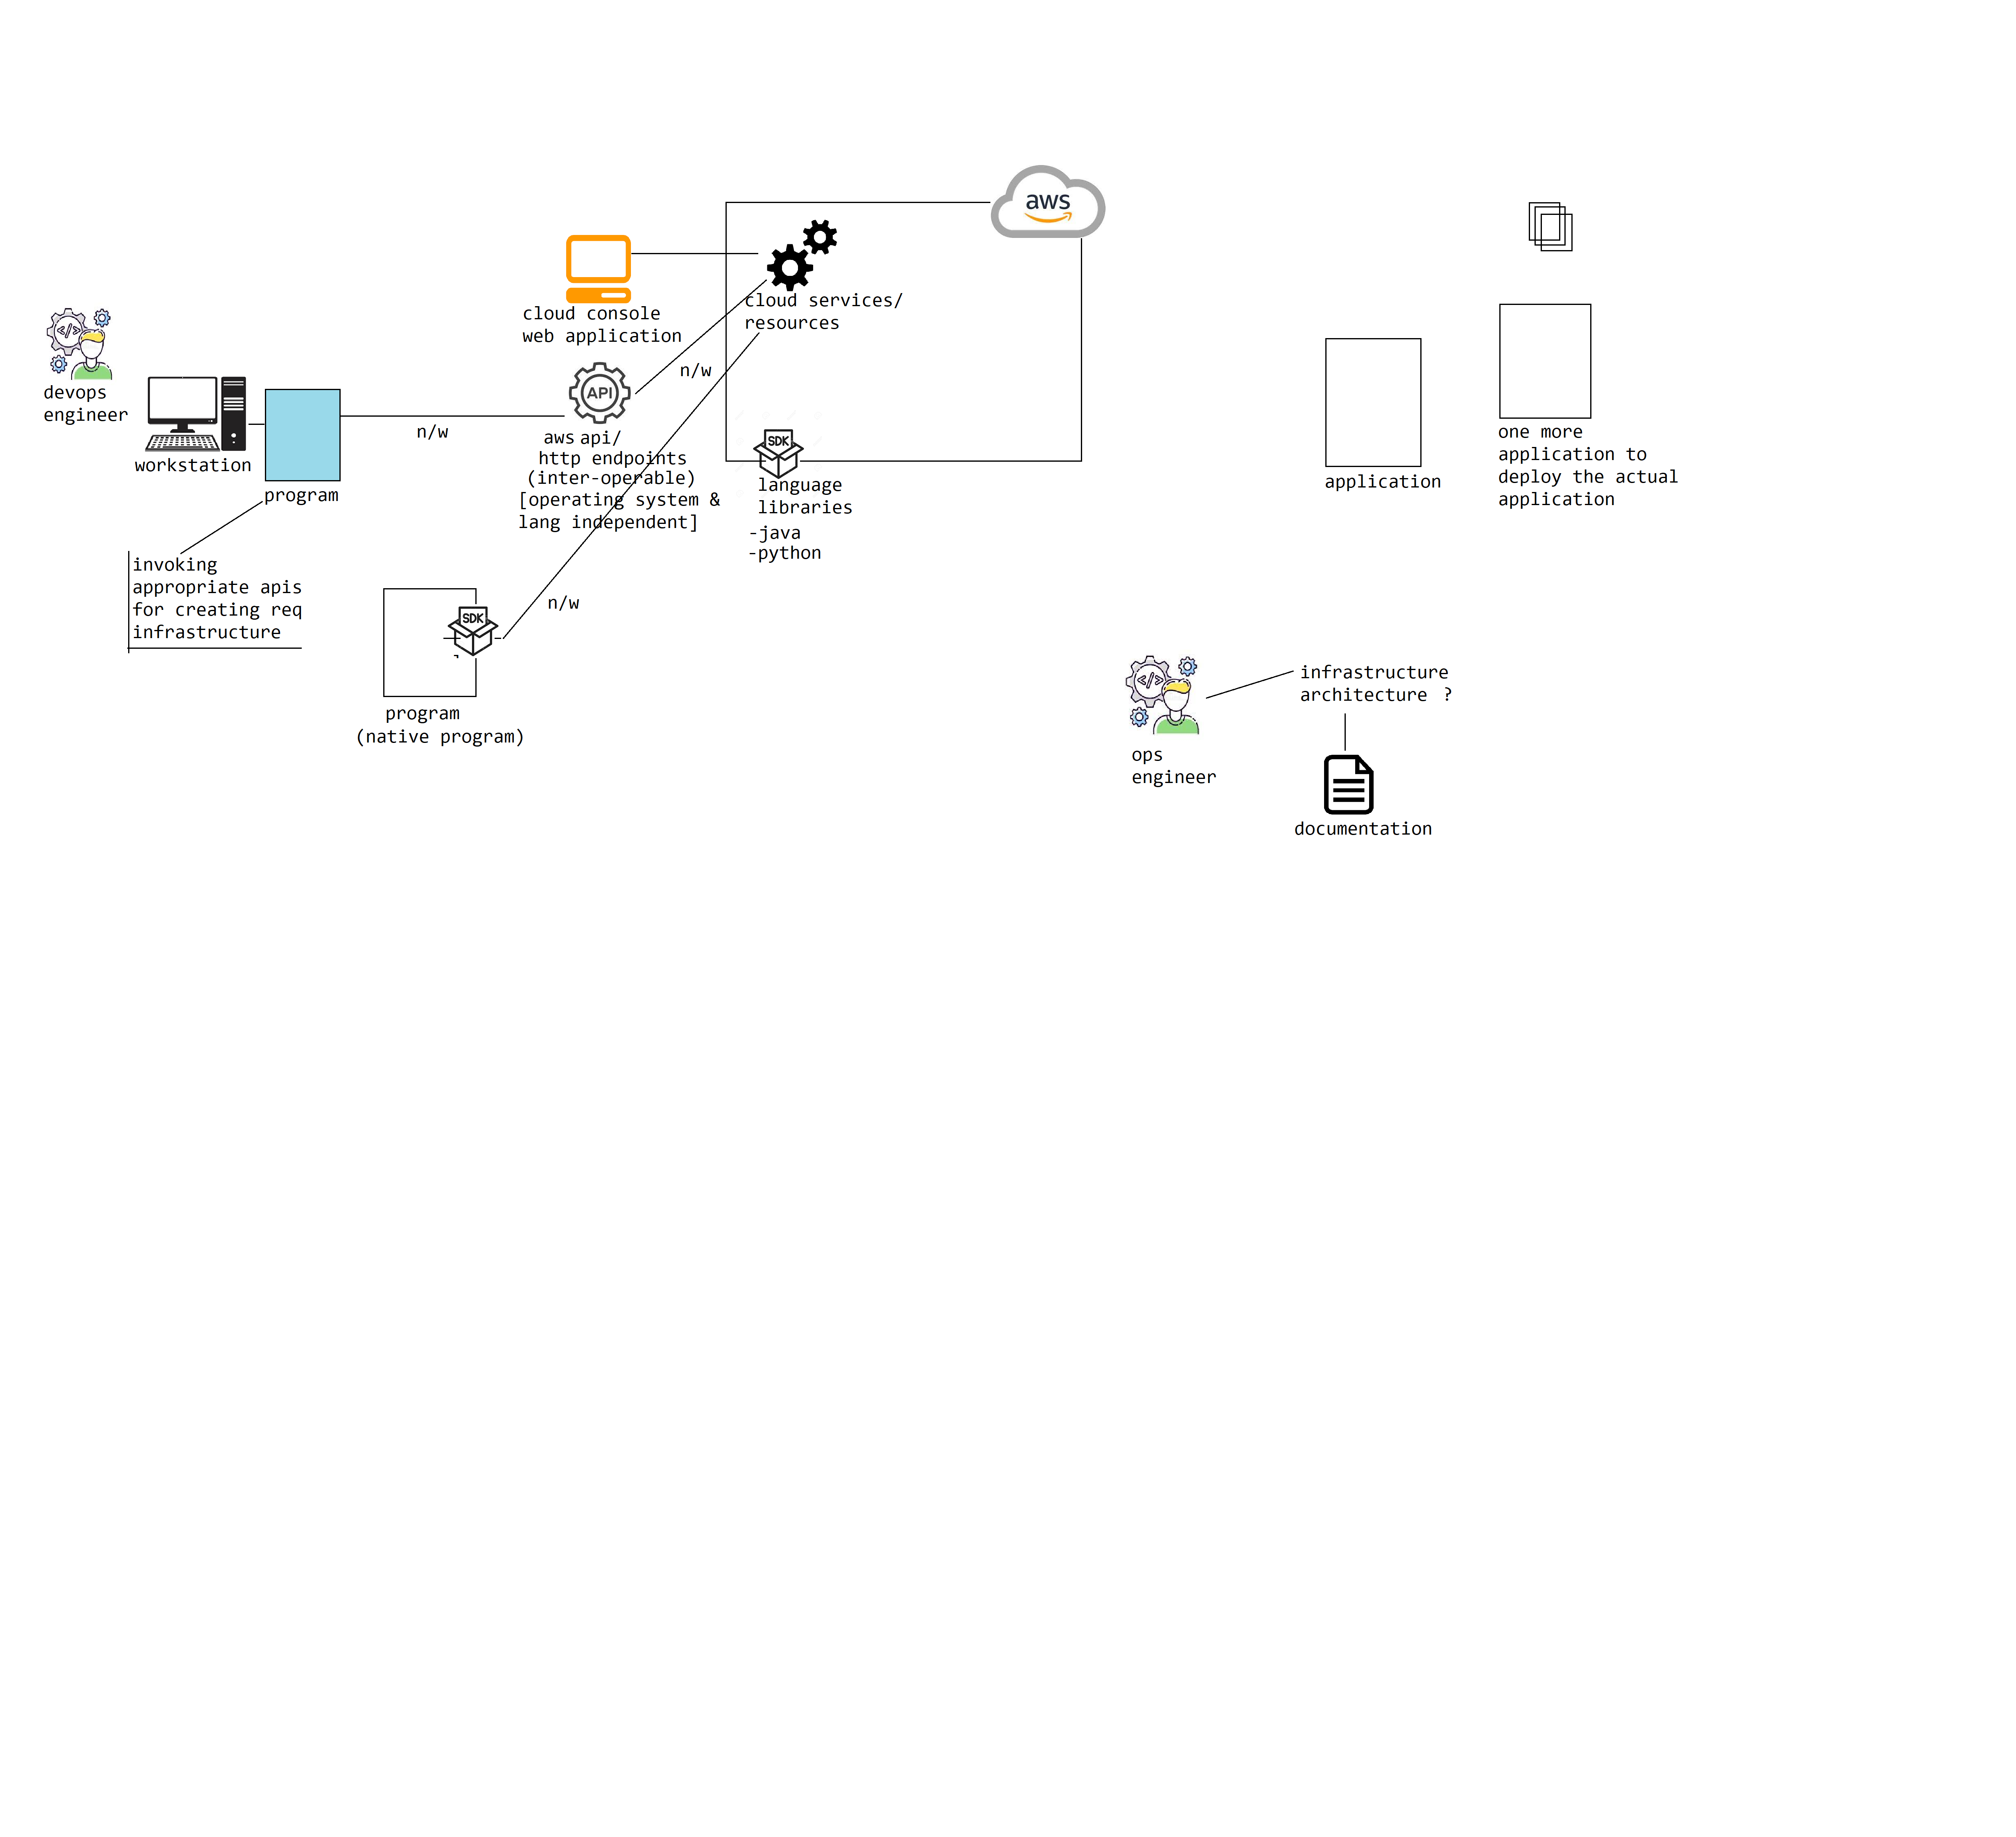 aws
cloud services/
resources
cloud console
web application
devops
engineer
workstation
program
n/w
n/w
API
aws api/
http endpoints
(inter-operable)
[operating system &
lang independent]
SDK
language
libraries
-java
-python
invoking
appropriate apis
for creating req
infrastructure
SDK
n/w
program
(native program)
application
one more
application to
deploy the actual
application
ops
engineer
infrastructure
architecture ?
documentation